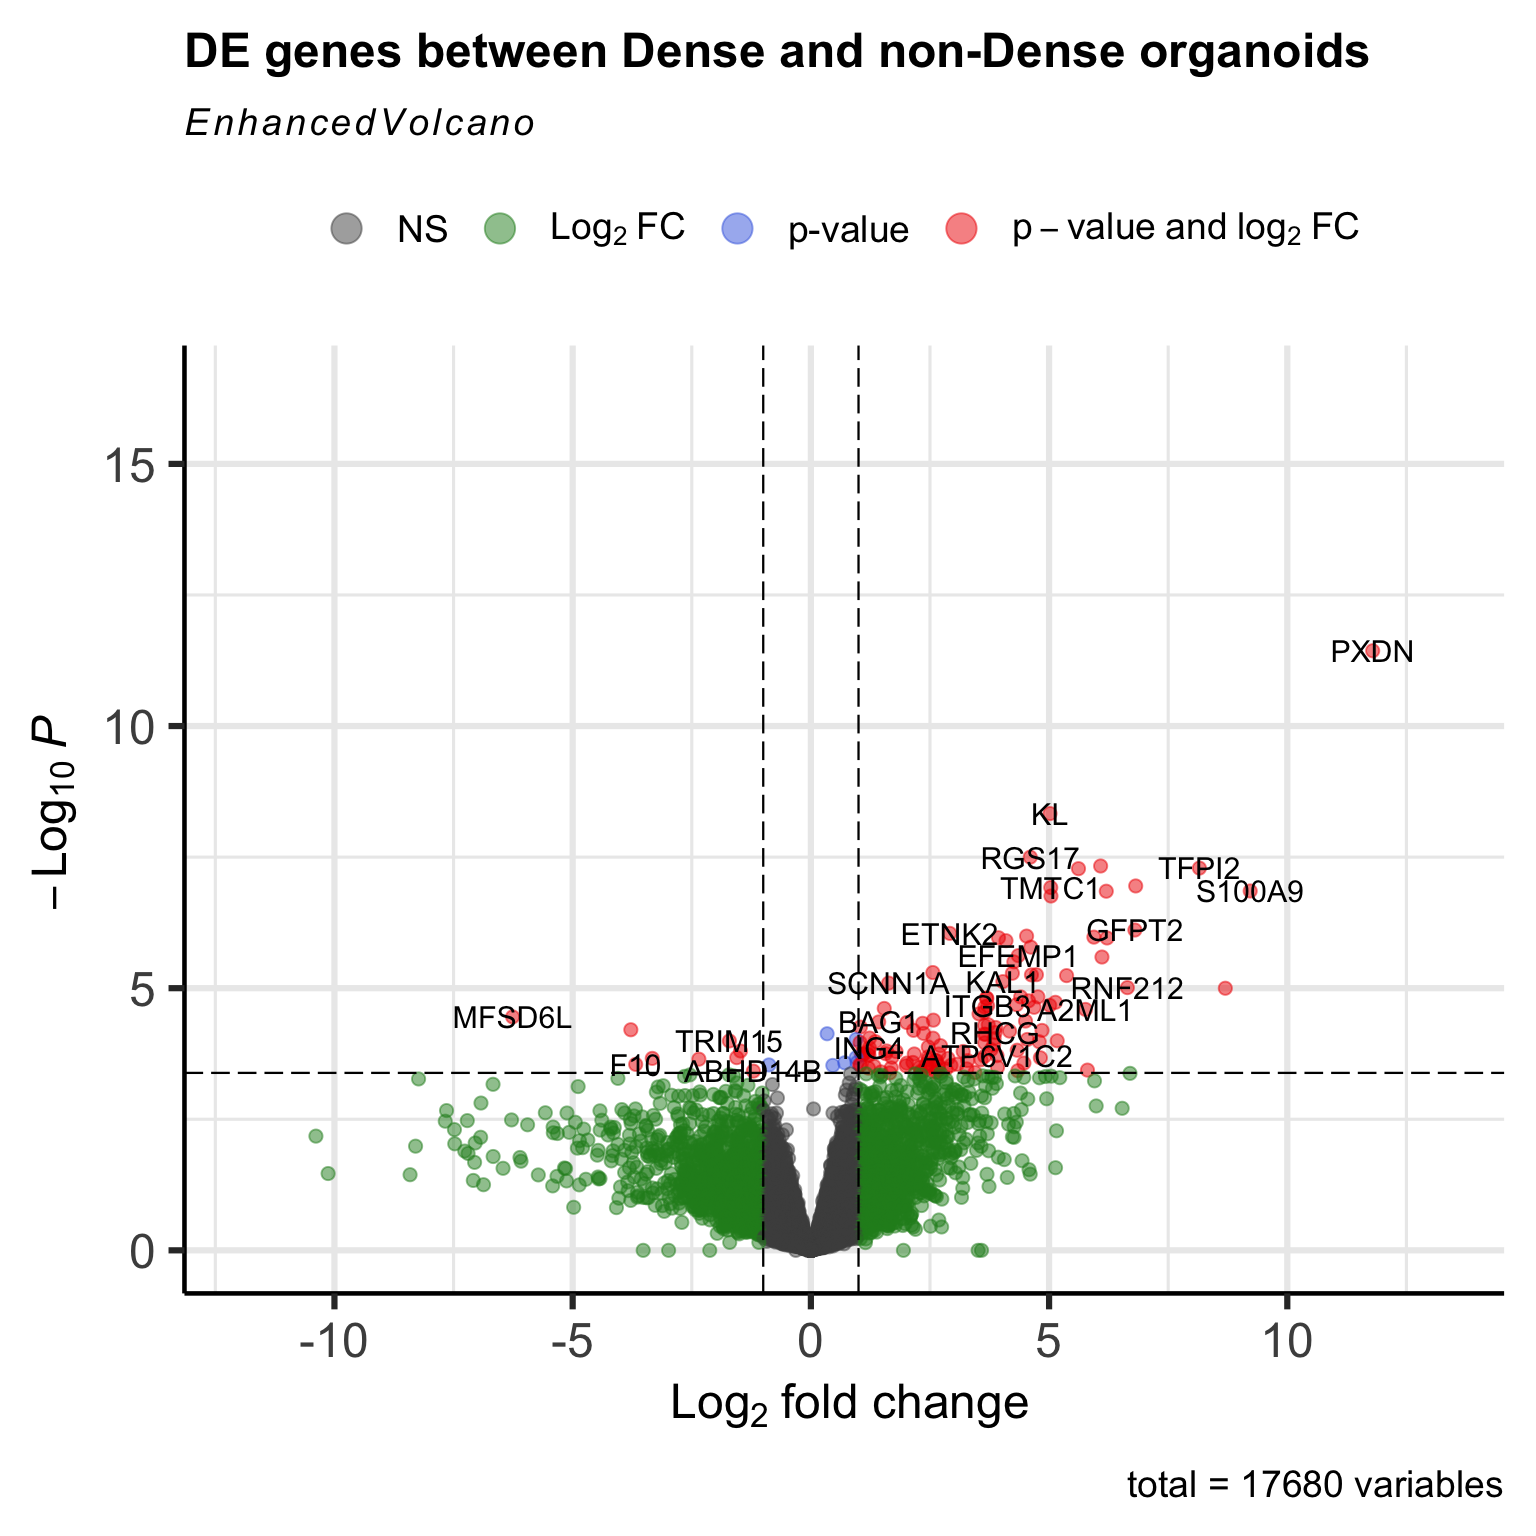 DE genes between Dense and non-Dense organoids
EnhancedVolcano
NS Log2 FC p-value p – value and log2 FC
−Log10 P
15
10
5
0
PXDN
KL
RGS17
TFPI2
TMTC1
S100A9
ETNK2
GFPT2
EFEMP1
SCNN1A
KAL1
RNF212
ITGB3
A2ML1
MFSD6L
BAG1
RHCG
TRIM15
ING4
ATP6V1C2
F10
ABHD14B
-10 -5 0 5 10
Log2 fold change
total = 17680 variables